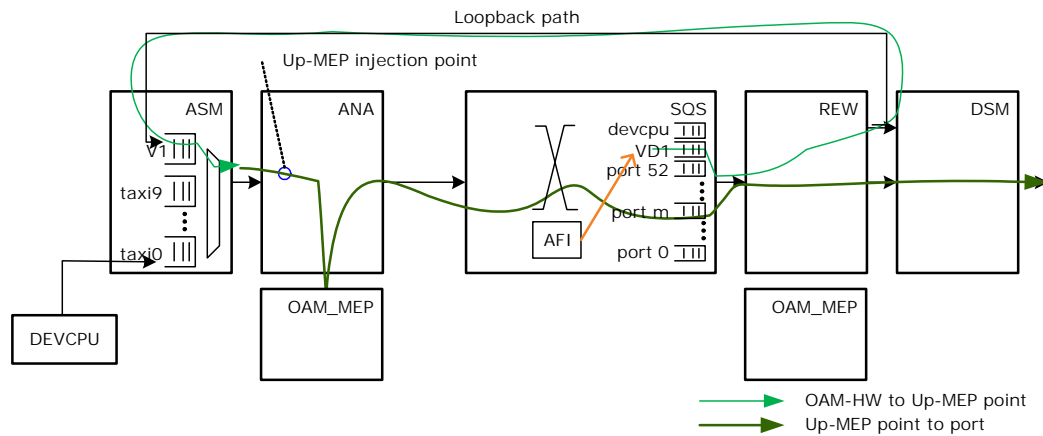 Loopback path
Up-MEP injection point
ASM
ANA
SQS
REW
DSM
devcpu
V1
VD1
port 52
taxi9
port m
AFI
taxi0
port 0
OAM_MEP
OAM_MEP
DEVCPU
OAM-HW to Up-MEP point
Up-MEP point to port